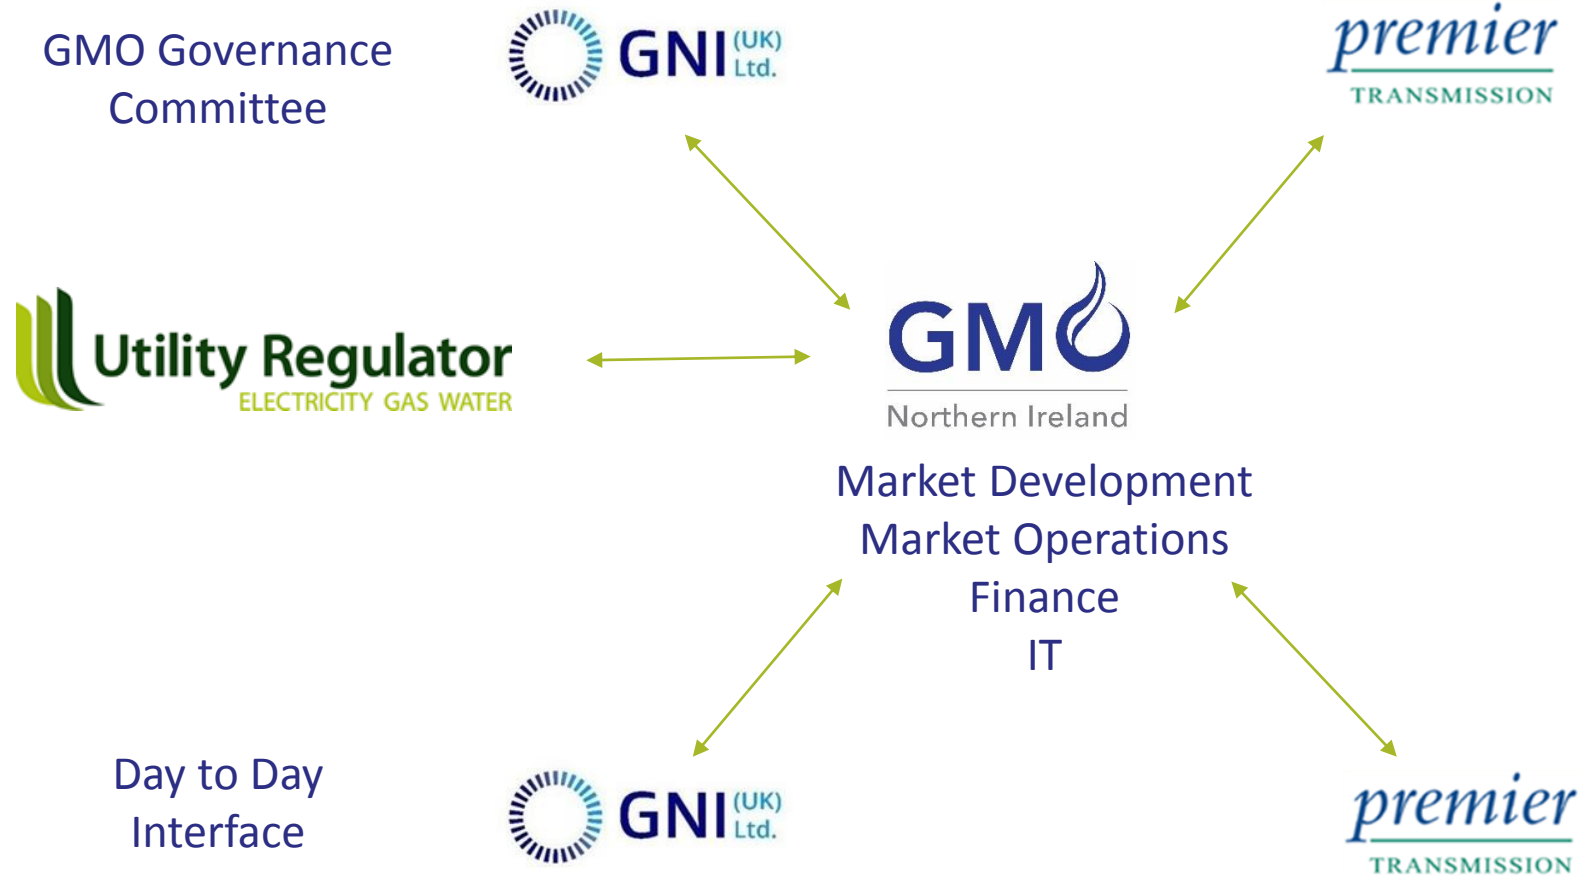 GMO Governance
Committee
GNI (UK)
Ltd.
premier
TRANSMISSION
Utility Regulator
ELECTRICITY GAS WATER
GMO
Northern Ireland
Market Development
Market Operations
Finance
IT
Day to Day
Interface
GNI (UK)
Ltd.
premier
TRANSMISSION